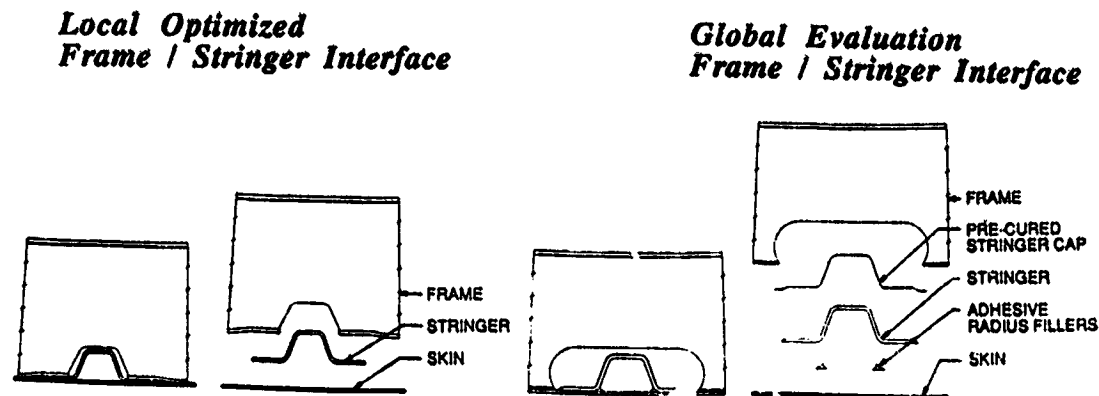 Local Optimized
Frame / Stringer Interface
Global Evaluation
Frame / Stringer Interface
FRAME
STRINGER
SKIN
FRAME
PRE-CURED
STRINGER CAP
STRINGER
ADHESIVE
RADIUS FILLERS
SKIN